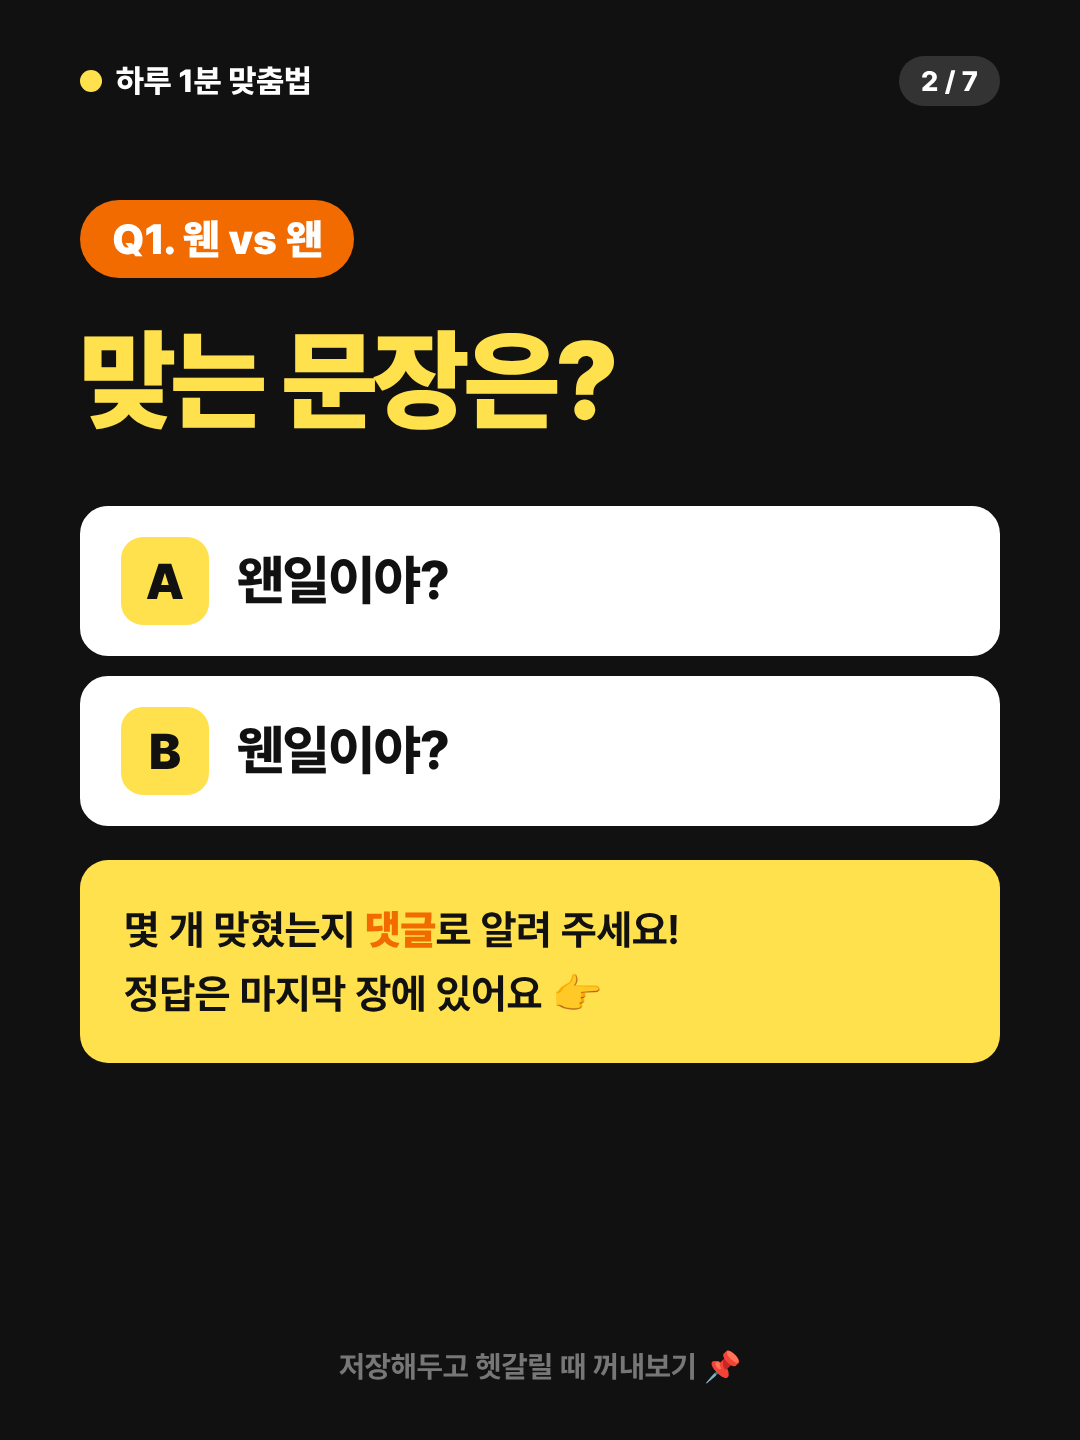 하루 1분 맞춤법
2 / 7
Q1. 웬 vs 왠
맞는 문장은?
A 왠일이야?
B 웬일이야?
몇 개 맞혔는지 댓글로 알려 주세요!
정답은 마지막 장에 있어요 👉
저장해두고 헷갈릴 때 꺼내보기 📌